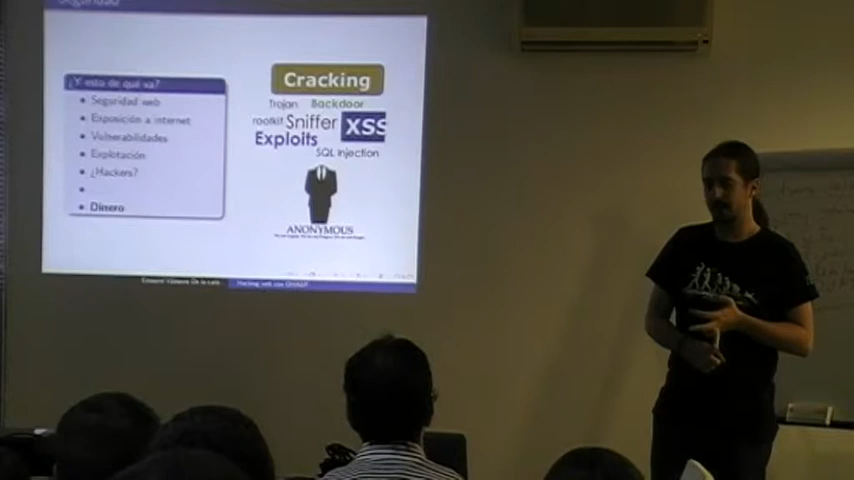 Seguridad
¿Y esto de qué va?
Seguridad web
Exposición a internet
Vulnerabilidades
Explotación
¿Hackers?
Dinero
Cracking
Trojan Backdoor
rootkit Sniffer XSS
Exploits
SQL injection
ANONYMOUS
Hacking web con